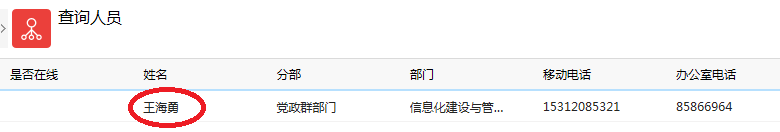 查询人员
是否在线 姓名 分部 部门 移动电话 办公室电话
王海勇 党政群部门 信息化建设与管... 15312085321 85866964